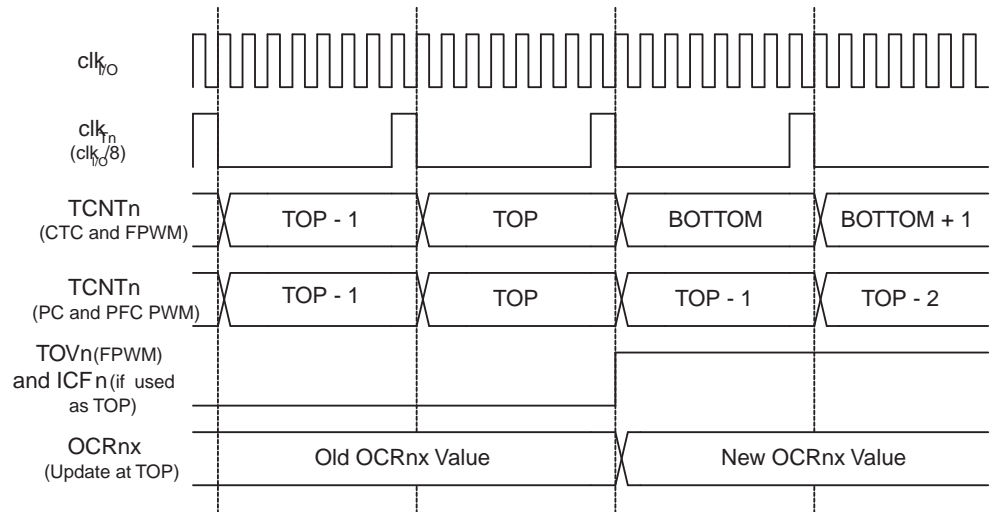 clkI/O
clkTn
(clkI/O/8)
TCNTn
(CTC and FPWM)
TOP - 1
TOP
BOTTOM
BOTTOM + 1
TCNTn
(PC and PFC PWM)
TOP - 1
TOP
TOP - 1
TOP - 2
TOVn (FPWM)
and ICFn (if used
as TOP)
OCRnx
(Update at TOP)
Old OCRnx Value
New OCRnx Value